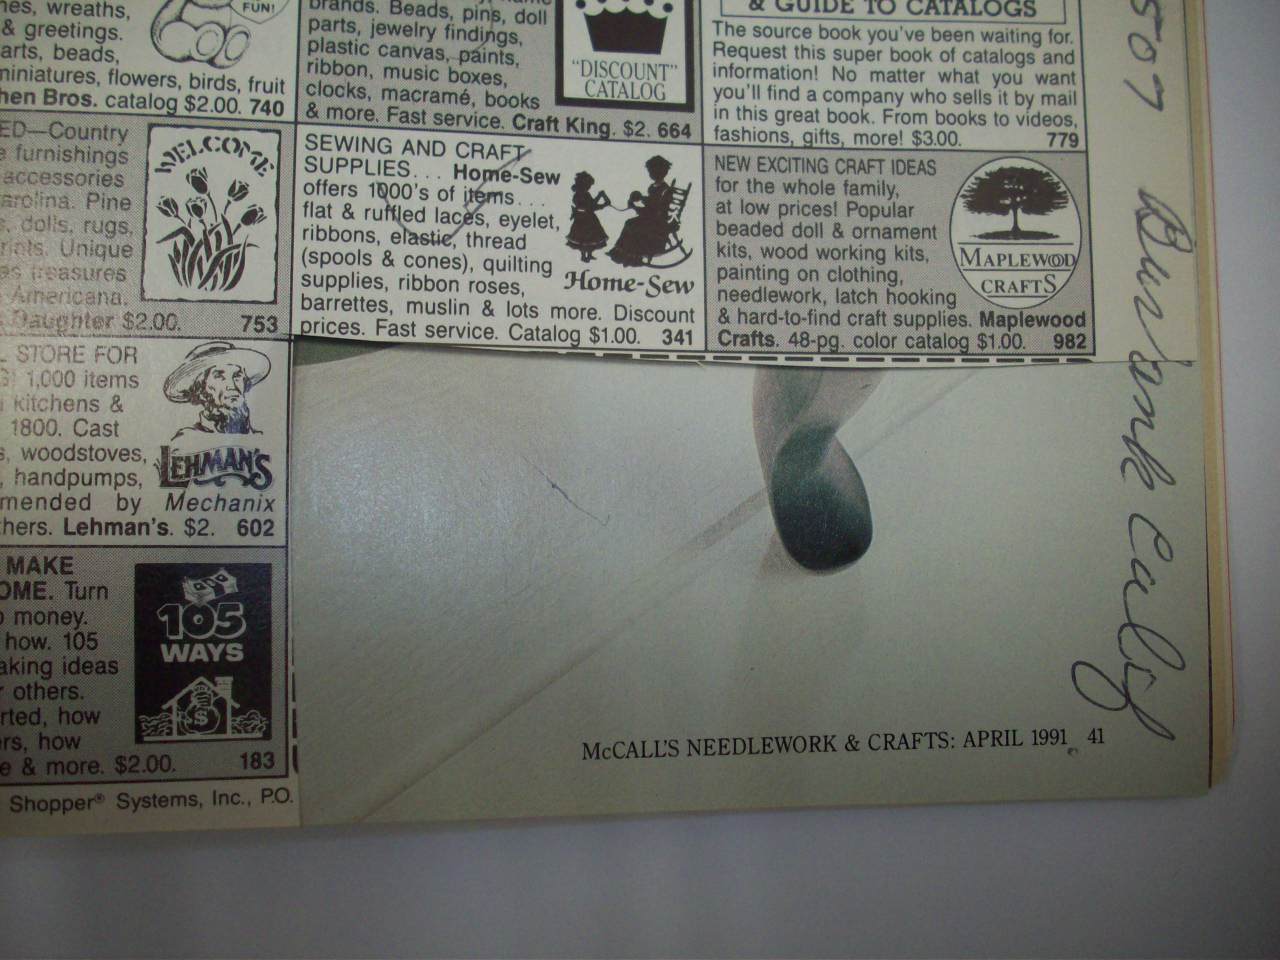 nes, wreaths,
& greetings.
arts, beads,
miniatures, flowers, birds, fruit
hen Bros. catalog $2.00. 740
FUN!
brands. Beads, pins, doll
parts, jewelry findings,
plastic canvas, paints,
ribbon, music boxes,
clocks, macramé, books
& more. Fast service. Craft King. $2. 664
"DISCOUNT"
CATALOG
& GUIDE TO CATALOGS
The source book you've been waiting for.
Request this super book of catalogs and
information! No matter what you want
you'll find a company who sells it by mail
in this great book. From books to videos,
fashions, gifts, more! $3.00. 779
ED—Country
furnishings
accessories
arolina. Pine
s, dolls, rugs,
rints. Unique
as treasures
Americana.
Daughter $2.00. 753
WELCOME
SEWING AND CRAFT
SUPPLIES... Home-Sew
offers 1000's of items...
flat & ruffled laces, eyelet,
ribbons, elastic, thread
(spools & cones), quilting
supplies, ribbon roses,
barrettes, muslin & lots more. Discount
prices. Fast service. Catalog $1.00. 341
Home-Sew
NEW EXCITING CRAFT IDEAS
for the whole family,
at low prices! Popular
beaded doll & ornament
kits, wood working kits,
painting on clothing,
needlework, latch hooking
& hard-to-find craft supplies. Maplewood
Crafts. 48-pg. color catalog $1.00. 982
MAPLEWOOD
CRAFTS
STORE FOR
1,000 items
kitchens &
1800. Cast
s, woodstoves,
, handpumps,
mended by Mechanix
thers. Lehman's. $2. 602
LEHMAN'S
MAKE
OME. Turn
o money.
how. 105
aking ideas
r others.
rted, how
ers, how
e & more. $2.00. 183
105
WAYS
$
Shopper® Systems, Inc., P.O.
McCALL'S NEEDLEWORK & CRAFTS: APRIL 1991 41
507 Burbank Calif